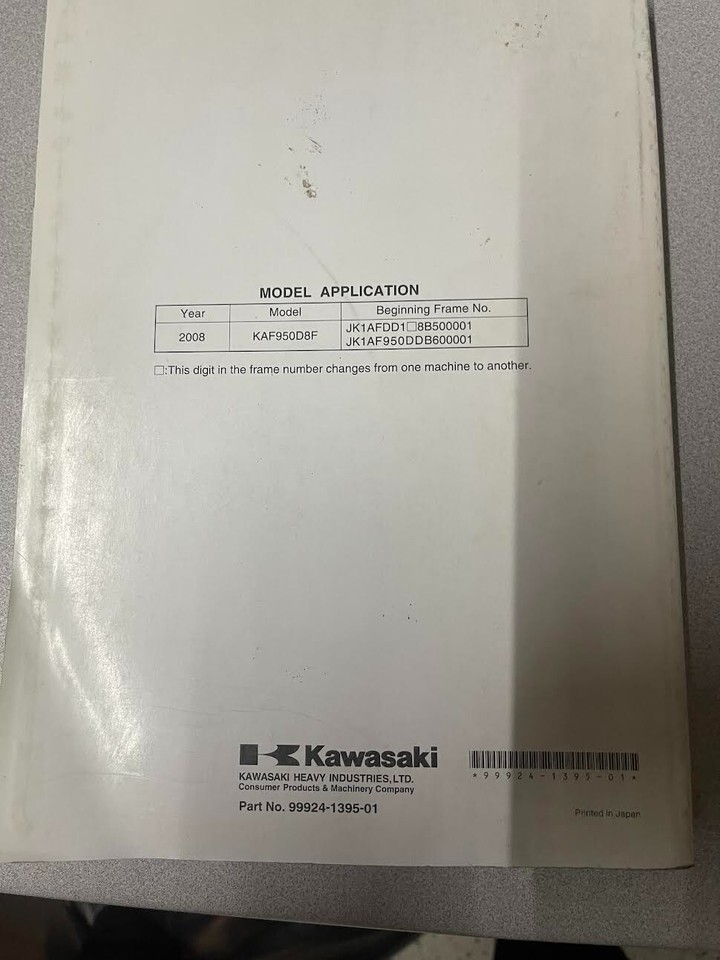 MODEL APPLICATION
Year Model Beginning Frame No.
2008 KAF950D8F JK1AFDD1□8B500001
JK1AF950DDB600001
□:This digit in the frame number changes from one machine to another.
Kawasaki
KAWASAKI HEAVY INDUSTRIES,LTD.
Consumer Products & Machinery Company
Part No. 99924-1395-01
*99924-1395-01*
Printed in Japan